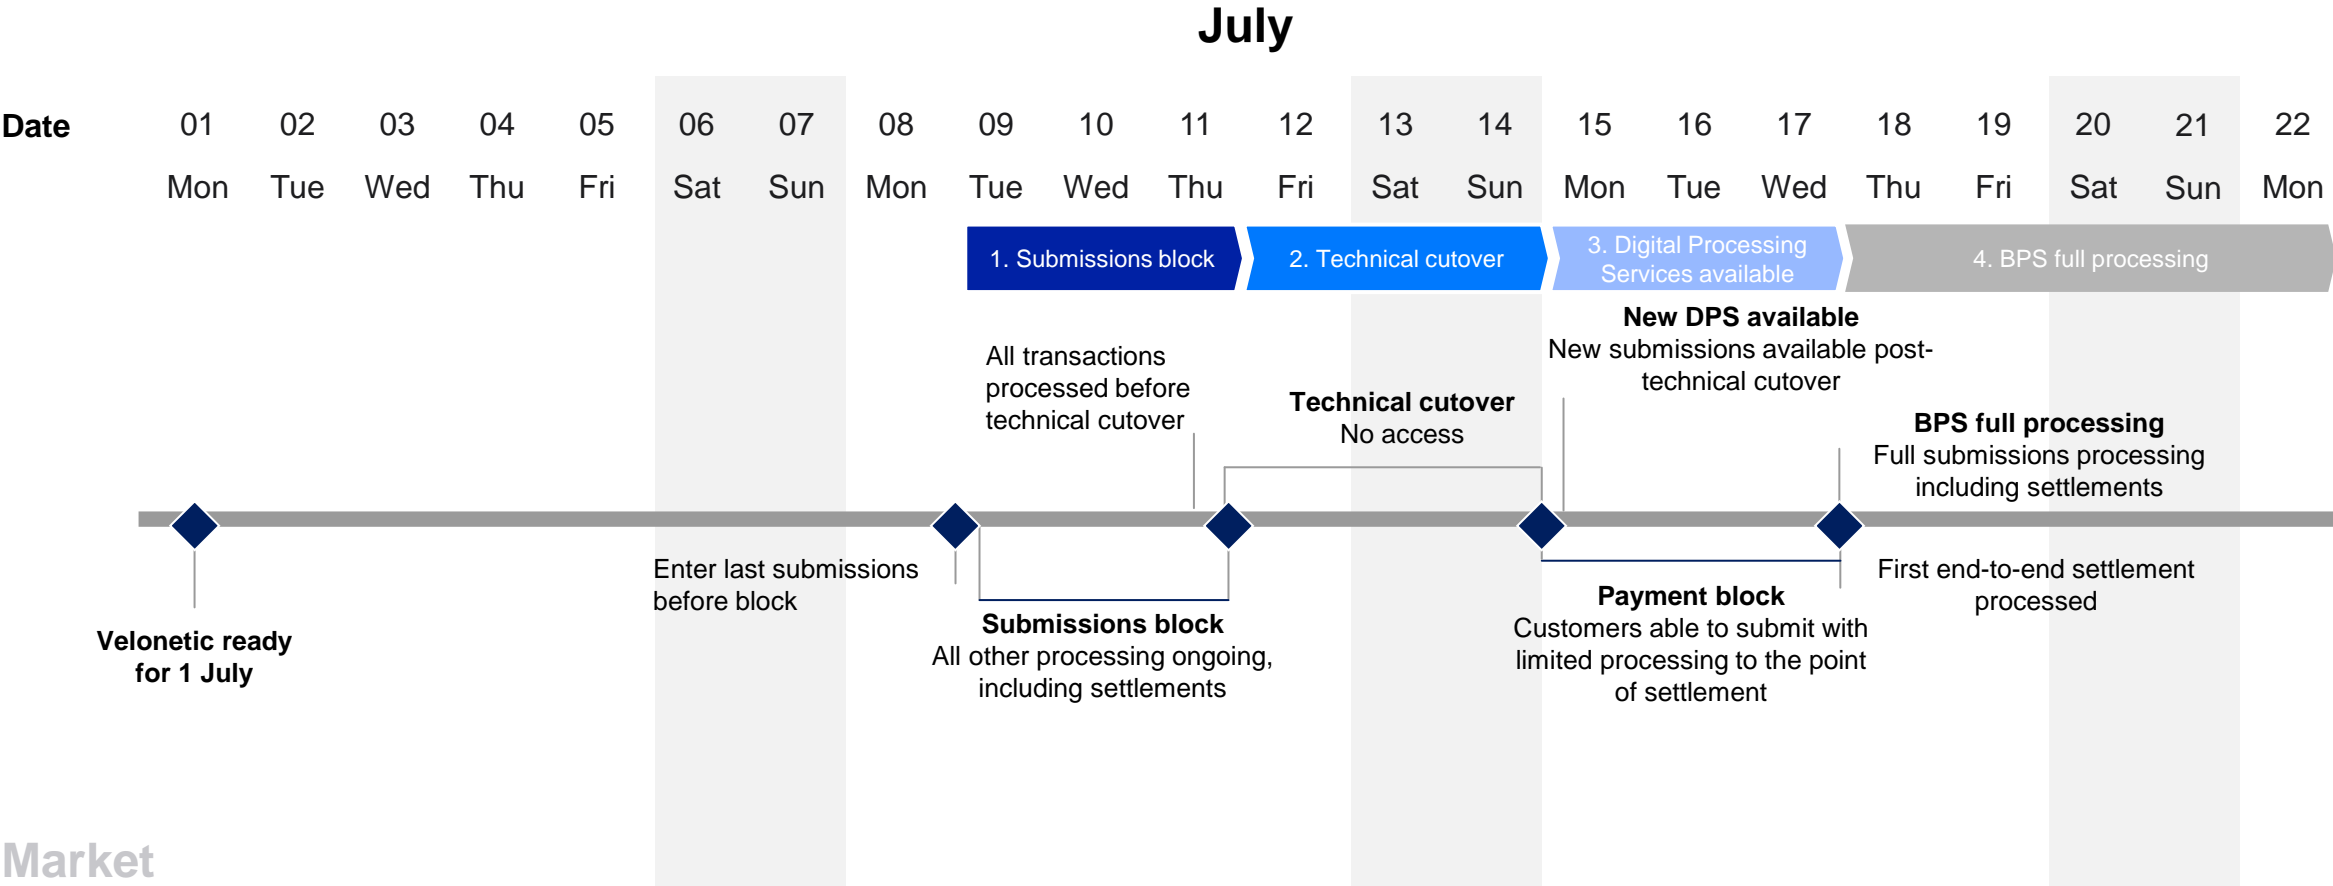 July
Date 01 02 03 04 05 06 07 08 09 10 11 12 13 14 15 16 17 18 19 20 21 22
Mon Tue Wed Thu Fri Sat Sun Mon Tue Wed Thu Fri Sat Sun Mon Tue Wed Thu Fri Sat Sun Mon
1. Submissions block
2. Technical cutover
3. Digital Processing
Services available
4. BPS full processing
All transactions
processed before
technical cutover
Technical cutover
No access
New DPS available
New submissions available post-
technical cutover
BPS full processing
Full submissions processing
including settlements
Velonetic ready
for 1 July
Enter last submissions
before block
Submissions block
All other processing ongoing,
including settlements
Payment block
Customers able to submit with
limited processing to the point
of settlement
First end-to-end settlement
processed
Market